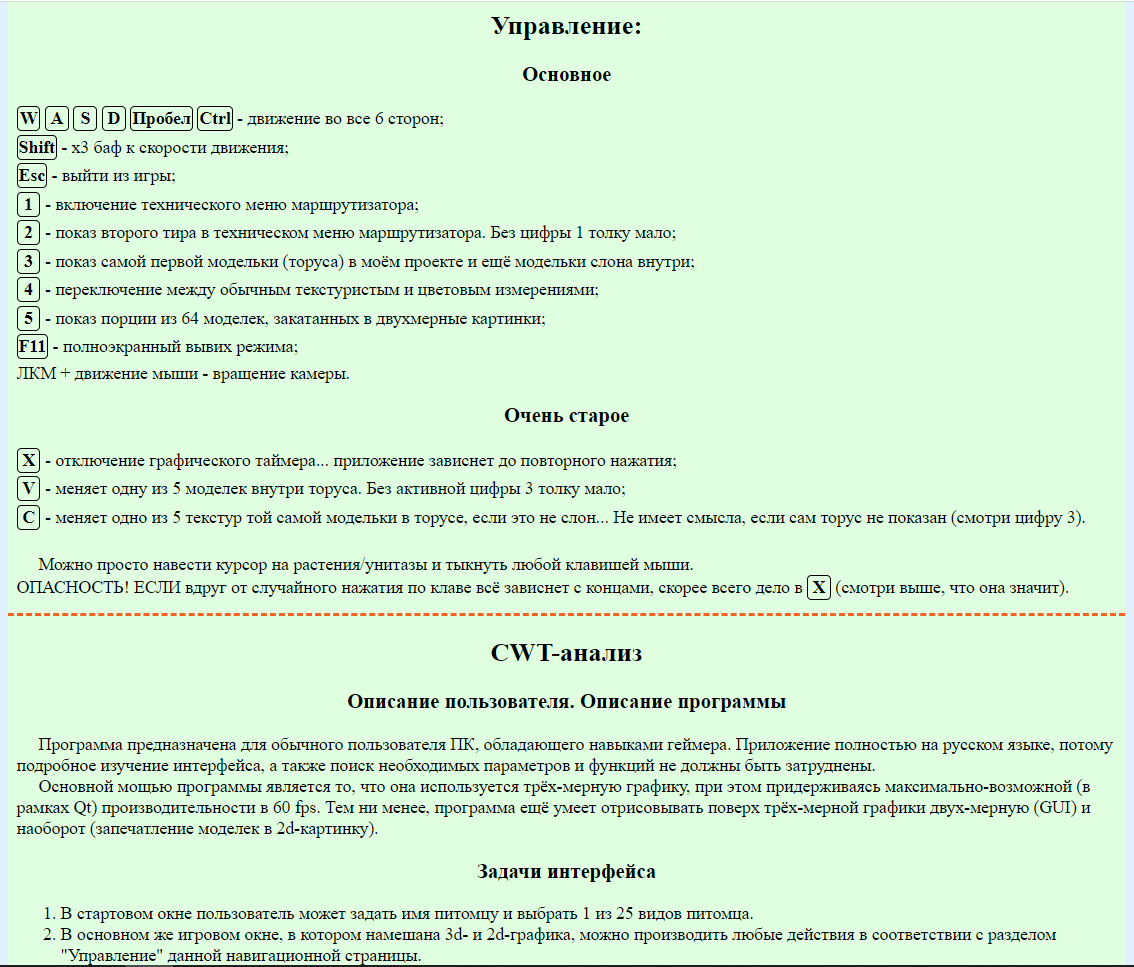 Управление:
Основное
W A S D Пробел Ctrl - движение во все 6 сторон;
Shift - x3 баф к скорости движения;
Esc - выйти из игры;
1 - включение технического меню маршрутизатора;
2 - показ второго тира в техническом меню маршрутизатора. Без цифры 1 толку мало;
3 - показ самой первой модельки (торуса) в моём проекте и ещё модельки слона внутри;
4 - переключение между обычным текстуристым и цветовым измерениями;
5 - показ порции из 64 моделек, закатанных в двухмерные картинки;
F11 - полноэкранный вывих режима;
ЛКМ + движение мыши - вращение камеры.
Очень старое
X - отключение графического таймера... приложение зависнет до повторного нажатия;
V - меняет одну из 5 моделек внутри торуса. Без активной цифры 3 толку мало;
C - меняет одно из 5 текстур той самой модельки в торусе, если это не слон... Не имеет смысла, если сам торус не показан (смотри цифру 3).
Можно просто навести курсор на растения/унитазы и тыкнуть любой клавишей мыши.
ОПАСНОСТЬ! ЕСЛИ вдруг от случайного нажатия по клаве всё зависнет с концами, скорее всего дело в X (смотри выше, что она значит).
CWT-анализ
Описание пользователя. Описание программы
Программа предназначена для обычного пользователя ПК, обладающего навыками геймера. Приложение полностью на русском языке, потому
подробное изучение интерфейса, а также поиск необходимых параметров и функций не должны быть затруднены.
Основной мощью программы является то, что она используется трёх-мерную графику, при этом придерживаясь максимально-возможной (в
рамках Qt) производительности в 60 fps. Тем ни менее, программа ещё умеет отрисовывать поверх трёх-мерной графики двух-мерную (GUI) и
наоборот (запечатление моделек в 2d-картинку).
Задачи интерфейса
1. В стартовом окне пользователь может задать имя питомцу и выбрать 1 из 25 видов питомца.
2. В основном же игровом окне, в котором намешана 3d- и 2d-графика, можно производить любые действия в соответствии с разделом
"Управление" данной навигационной страницы.